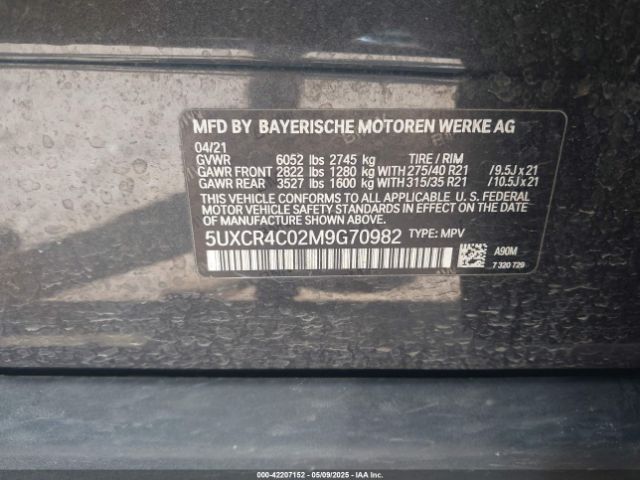 MFD BY BAYERISCHE MOTOREN WERKE AG
04/21
GVWR 6052 lbs 2745 kg TIRE / RIM
GAWR FRONT 2822 lbs 1280 kg WITH 275/40 R21 /9.5J x 21
GAWR REAR 3527 lbs 1600 kg WITH 315/35 R21 /10.5J x 21
THIS VEHICLE CONFORMS TO ALL APPLICABLE U. S. FEDERAL
MOTOR VEHICLE SAFETY STANDARDS IN EFFECT ON THE
DATE OF MANUFACTURE SHOWN ABOVE.
5UXCR4C02M9G70982 TYPE: MPV
A90M
7 320 729
000-42207152 - 05/09/2025 - IAAI.COM